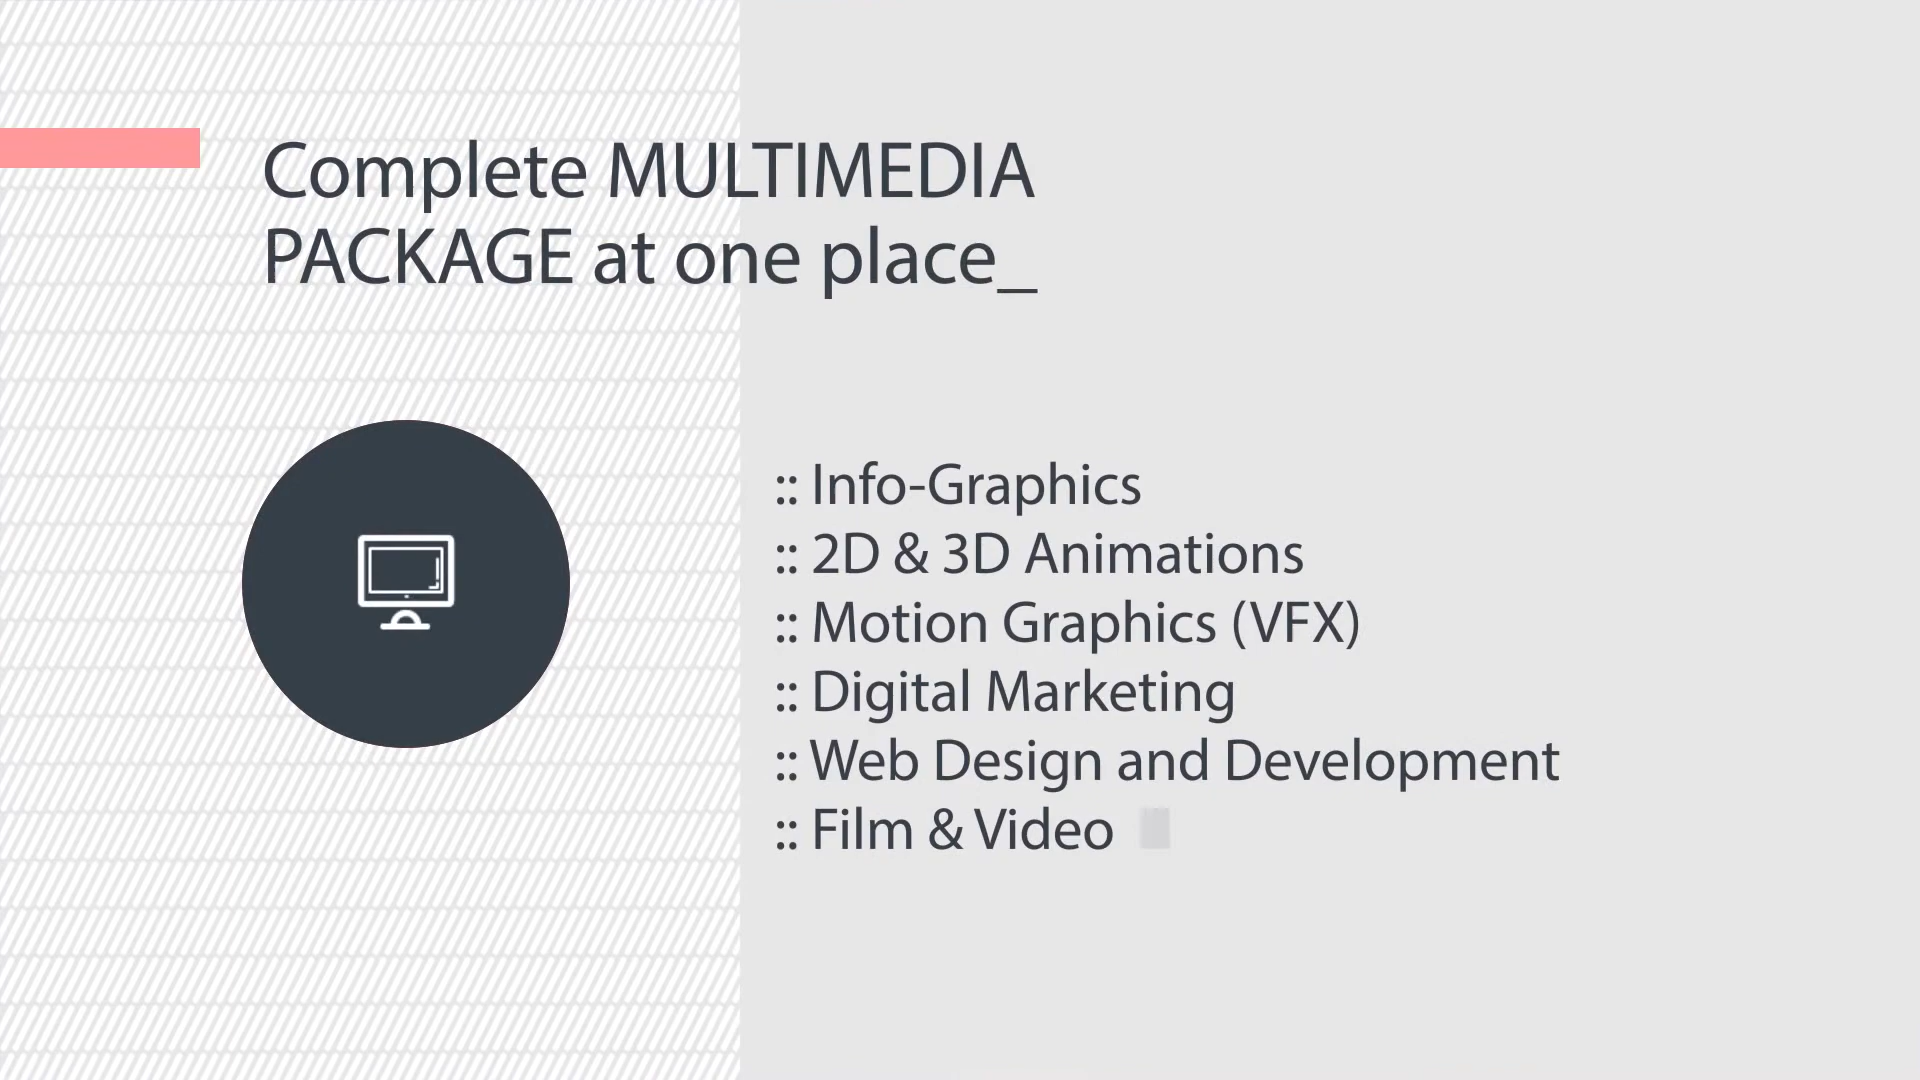 Complete MULTIMEDIA
PACKAGE at one place_
:: Info-Graphics
:: 2D & 3D Animations
:: Motion Graphics (VFX)
:: Digital Marketing
:: Web Design and Development
:: Film & Video